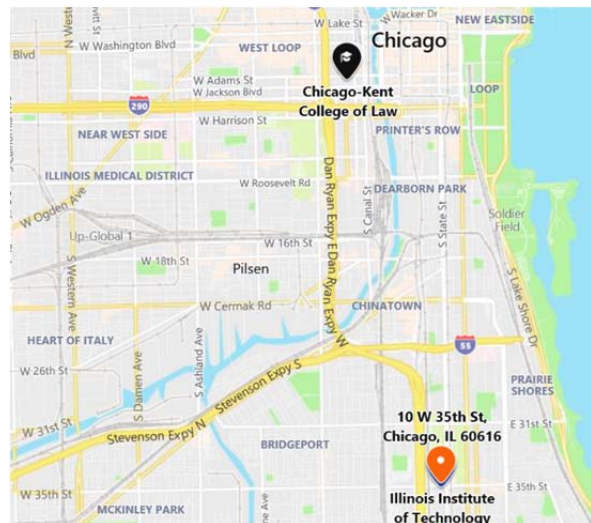 W Lake St
W Wacker Dr
NEW EASTSIDE
Blvd
W Washington Blvd
N Western Ave
WEST LOOP
Chicago
W Adams St
W Jackson Blvd
LOOP
290
Chicago-Kent
College of Law
W Harrison St
NEAR WEST SIDE
PRINTER'S ROW
ILLINOIS MEDICAL DISTRICT
W Roosevelt Rd
DEARBORN PARK
W Ogden Ave
Dan Ryan Expy E
S Canal St
S State St
Soldier
Field
Up-Global 1
W 16th St
W 18th St
Pilsen
S Western Ave
Dan Ryan Expy W
S Lake Shore Dr
W Cermak Rd
CHINATOWN
HEART OF ITALY
S Damen Ave
S Ashland Ave
55
W 26th St
Stevenson Expy S
PRAIRIE
SHORES
10 W 35th St,
Chicago, IL 60616
W 31st St
E 31st St
Stevenson Expy N
BRIDGEPORT
W 35th St
E 35th St
MCKINLEY PARK
Illinois Institute
of Technology